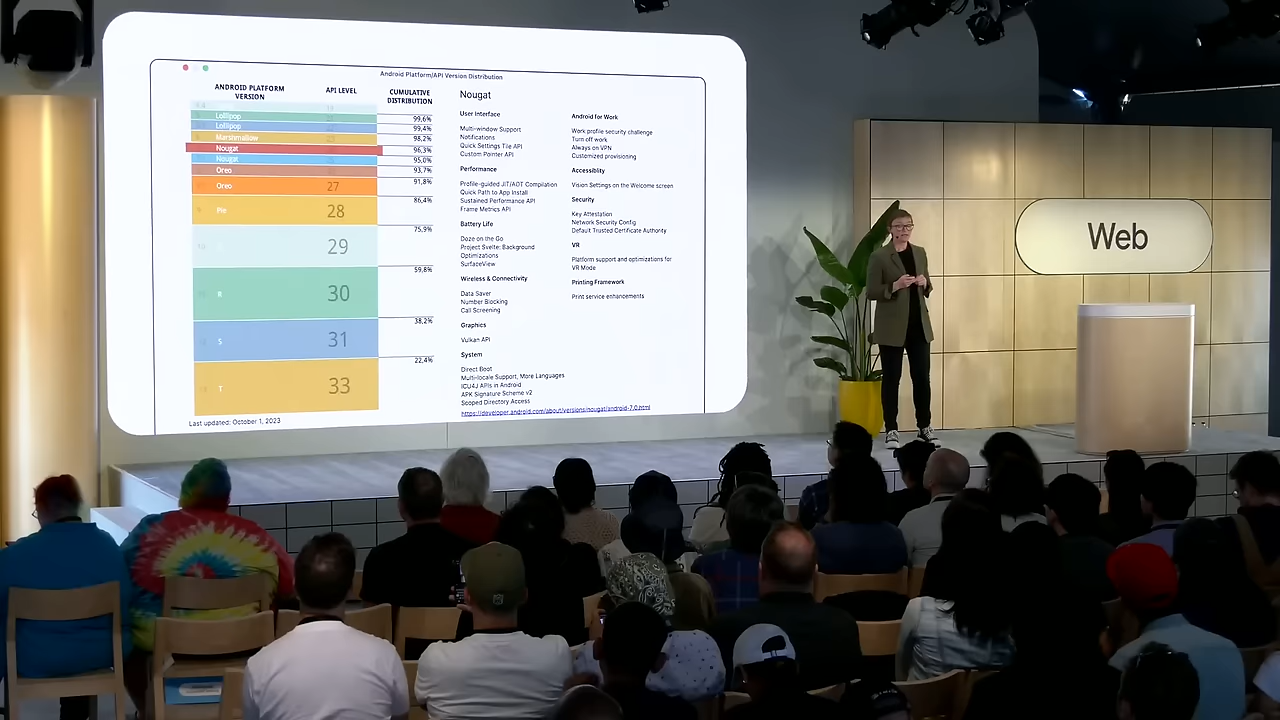 Android Platform/API Version Distribution
ANDROID PLATFORM
VERSION
API LEVEL
CUMULATIVE
DISTRIBUTION
Lollipop
99,6%
Lollipop
99,4%
Marshmallow
98,2%
Nougat
96,3%
Nougat
95,0%
Oreo
93,7%
Oreo
27
91,8%
Pie
28
86,4%
29
75,9%
R
30
59,8%
S
31
38,2%
T
33
22,4%
Last updated: October 1, 2023
Nougat
User Interface
Multi-window Support
Notifications
Quick Settings Tile API
Custom Pointer API
Performance
Profile-guided JIT/AOT Compilation
Quick Path to App Install
Sustained Performance API
Frame Metrics API
Battery Life
Doze on the Go
Project Svelte: Background
Optimizations
SurfaceView
Wireless & Connectivity
Data Saver
Number Blocking
Call Screening
Graphics
Vulkan API
System
Direct Boot
Multi-locale Support, More Languages
ICU4J APIs in Android
APK Signature Scheme v2
Scoped Directory Access
https://developer.android.com/about/versions/nougat/android-7.0.html
Android for Work
Work profile security challenge
Turn off work
Always on VPN
Customized provisioning
Accessiblity
Vision Settings on the Welcome screen
Security
Key Attestation
Network Security Config
Default Trusted Certificate Authority
VR
Platform support and optimizations for
VR Mode
Printing Framework
Print service enhancements
Web